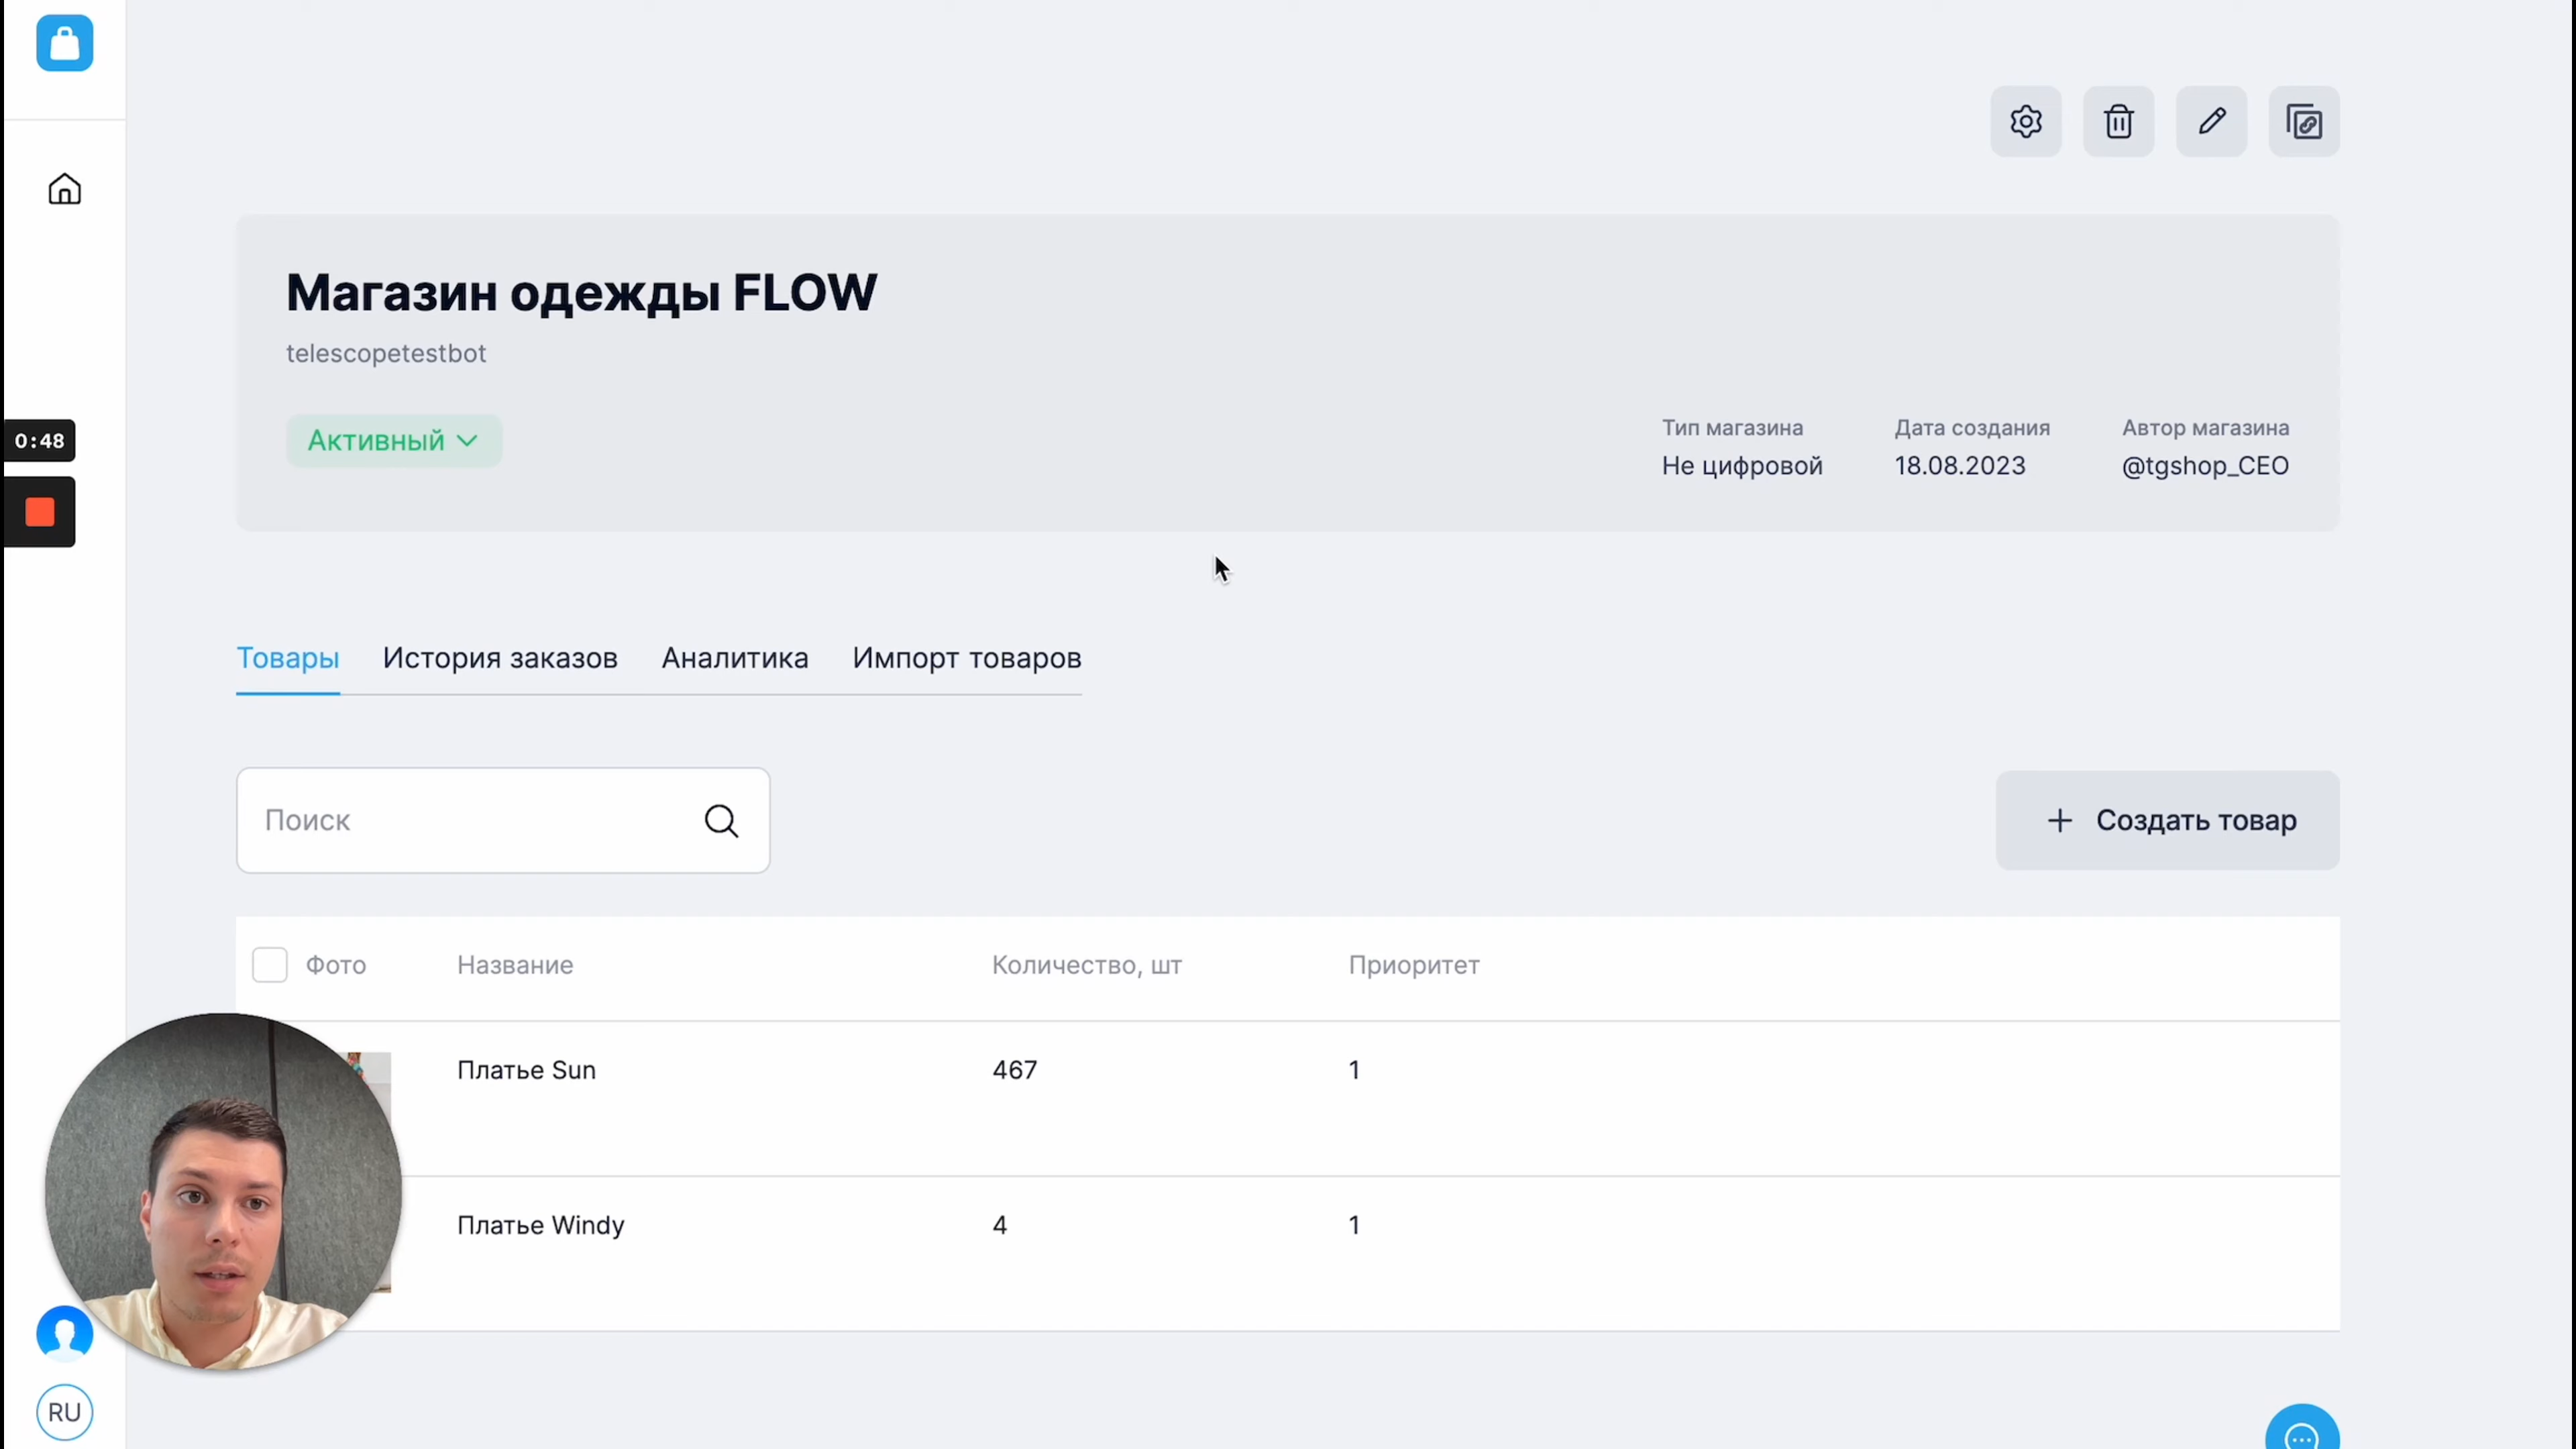 Магазин одежды FLOW
telescopetestbot
Активный
Тип магазина
Не цифровой
Дата создания
18.08.2023
Автор магазина
@tgshop_CEO
0:48
Товары
История заказов
Аналитика
Импорт товаров
Поиск
+ Создать товар
Фото
Название
Количество, шт
Приоритет
Платье Sun
467
1
Платье Windy
4
1
RU